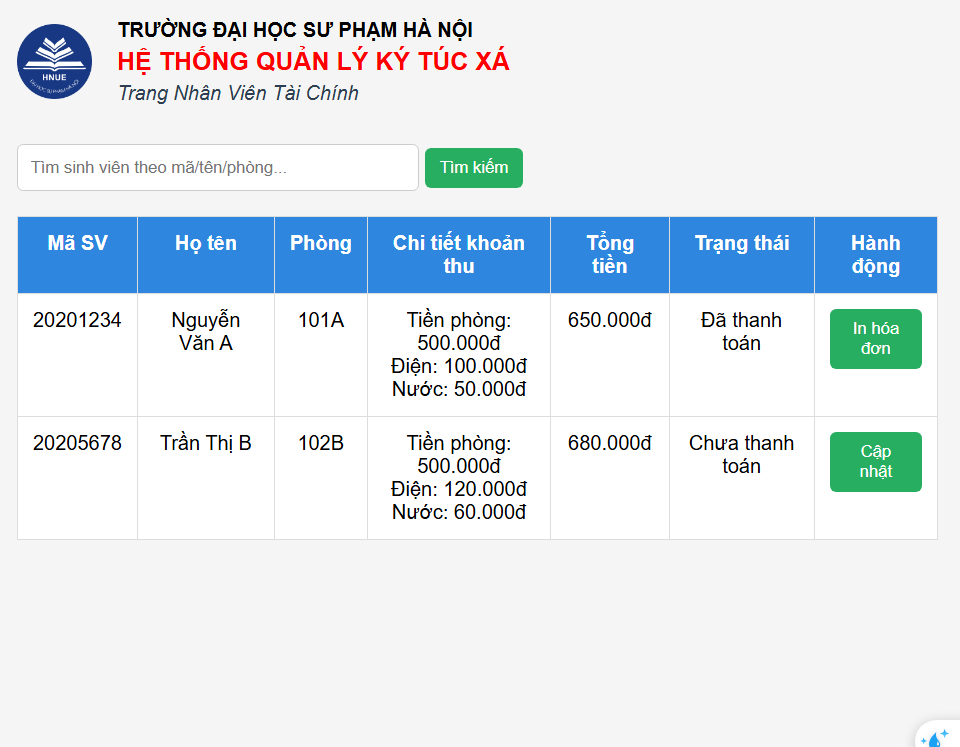 TRƯỜNG ĐẠI HỌC SƯ PHẠM HÀ NỘI
HỆ THỐNG QUẢN LÝ KÝ TÚC XÁ
Trang Nhân Viên Tài Chính
HNUE
Tìm sinh viên theo mã/tên/phòng...
Tìm kiếm
Mã SV
Họ tên
Phòng
Chi tiết khoản
thu
Tổng
tiền
Trạng thái
Hành
động
20201234
Nguyễn
Văn A
101A
Tiền phòng:
500.000đ
Điện: 100.000đ
Nước: 50.000đ
650.000đ
Đã thanh
toán
In hóa
đơn
20205678
Trần Thị B
102B
Tiền phòng:
500.000đ
Điện: 120.000đ
Nước: 60.000đ
680.000đ
Chưa thanh
toán
Cập
nhật